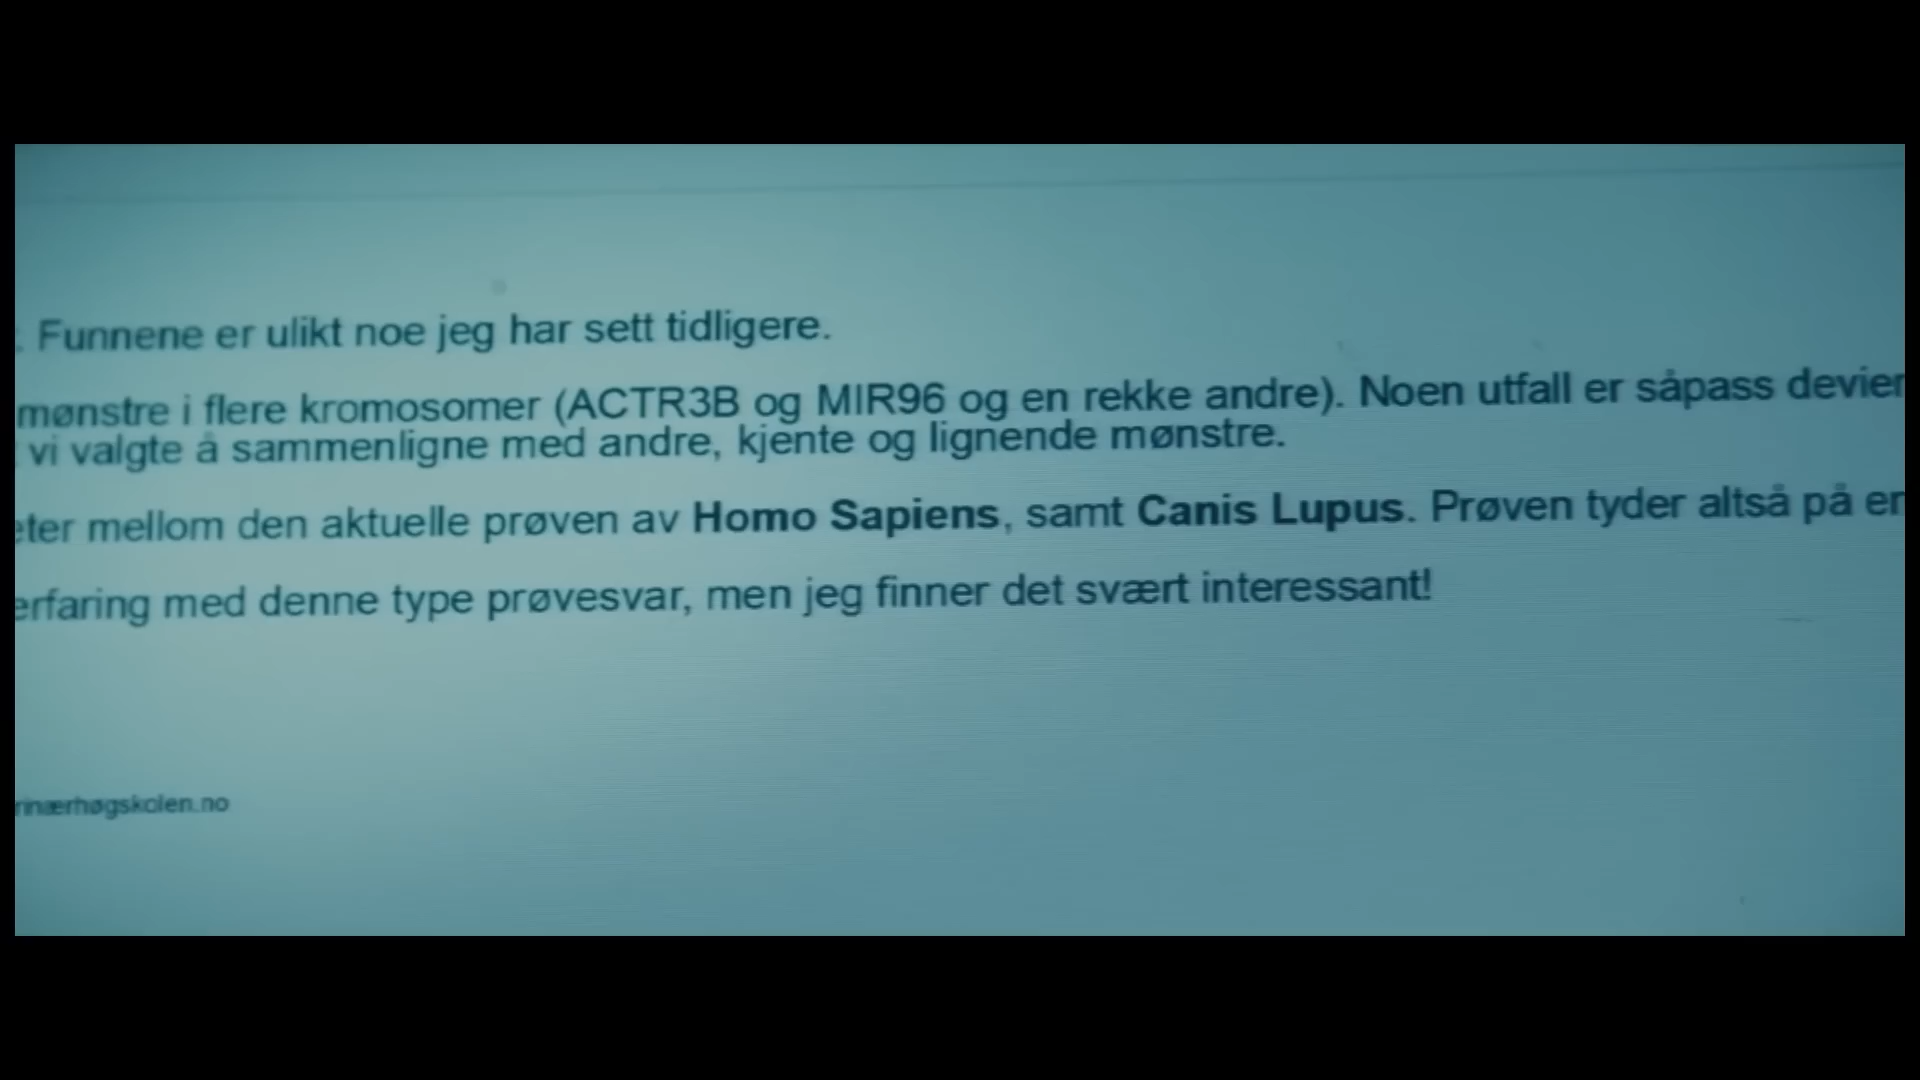 . Funnene er ulikt noe jeg har sett tidligere.
mønstre i flere kromosomer (ACTR3B og MIR96 og en rekke andre). Noen utfall er såpass devier
vi valgte å sammenligne med andre, kjente og lignende mønstre.
eter mellom den aktuelle prøven av Homo Sapiens, samt Canis Lupus. Prøven tyder altså på er
erfaring med denne type prøvesvar, men jeg finner det svært interessant!
rinærhøgskolen.no